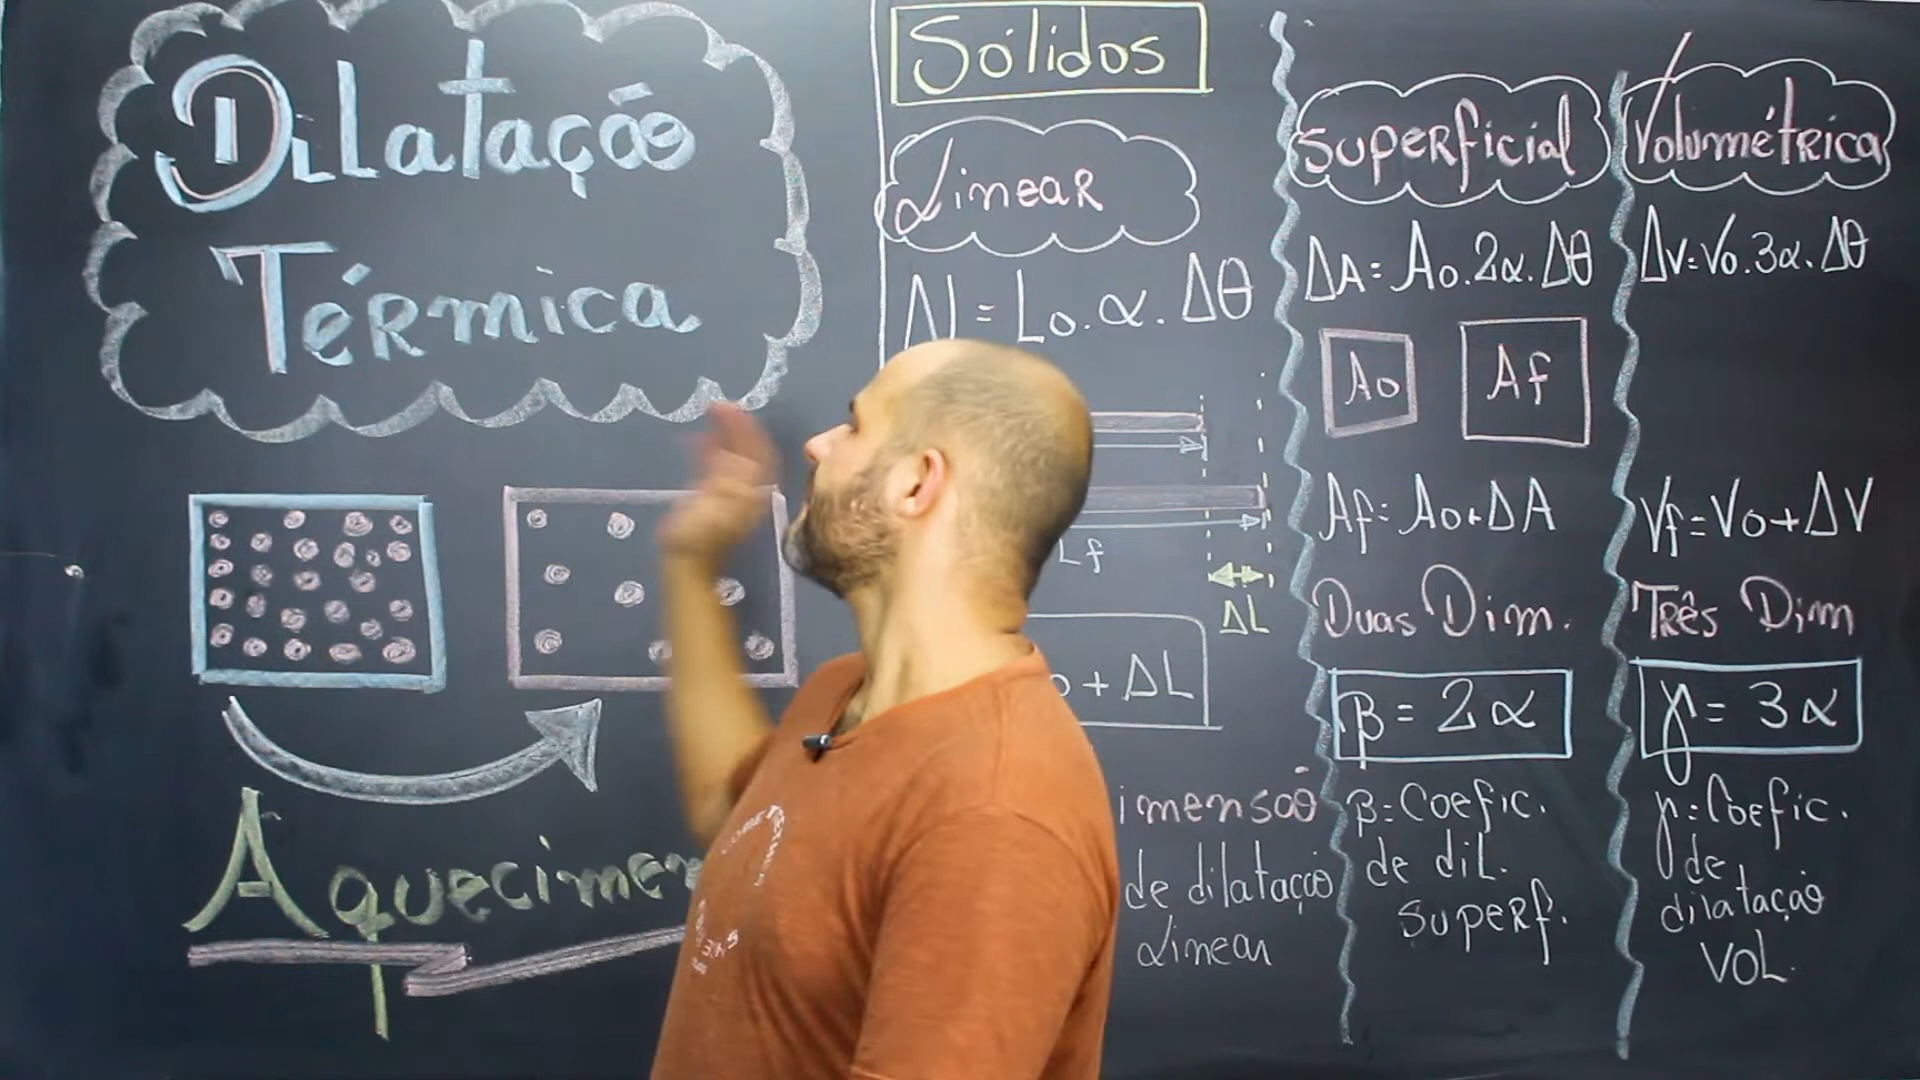 Dilatação
Térmica
Sólidos
Linear
= Lo.α.Δθ
Lf
ΔL
+ ΔL
imensão
de dilatação
Linear
Superficial
ΔA=Ao.2α.Δθ
Ao
Af
Af=Ao+ΔA
Duas Dim.
β=2α
β=Coefic.
de dil.
Superf.
Volumétrica
ΔV=Vo.3α.Δθ
Vf=Vo+ΔV
Três Dim
γ=3α
γ=Coefic.
de
dilatação
VOL.
Aquecimen